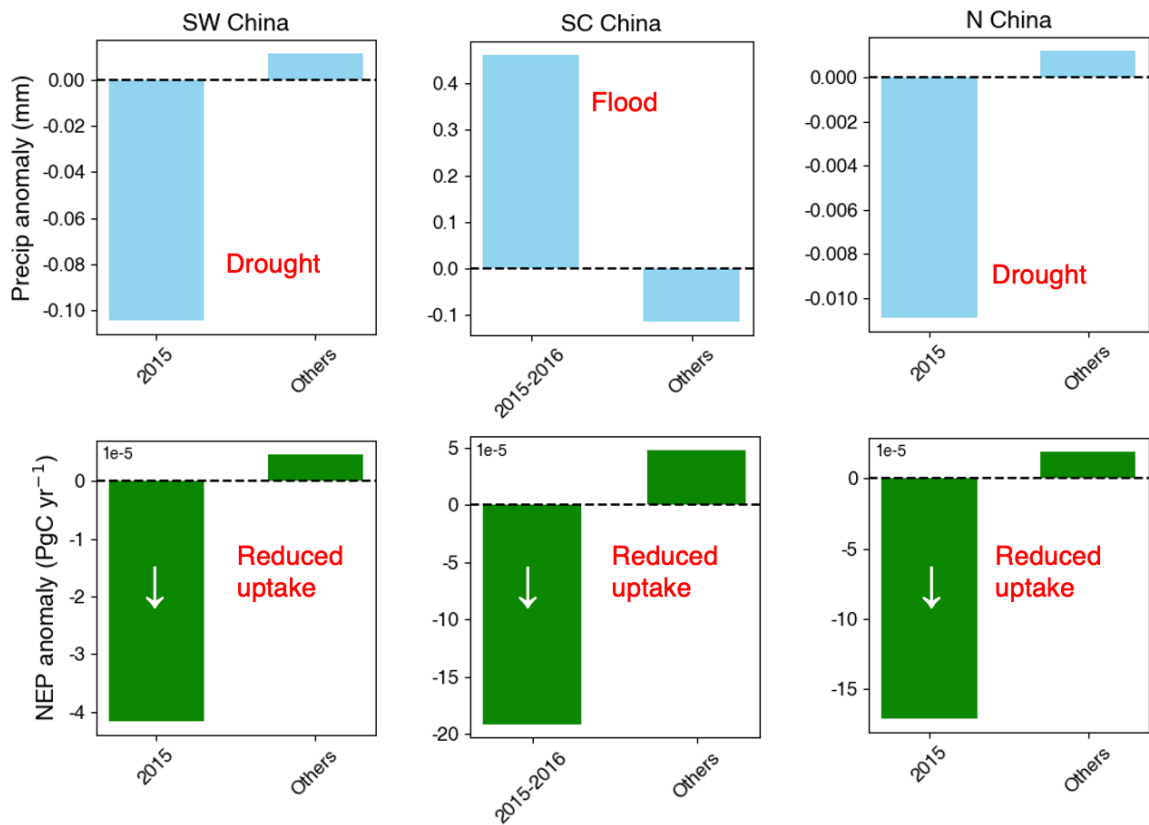 SW China
SC China
N China
Precip anomaly (mm)
0.00
-0.02
-0.04
-0.06
-0.08
-0.10
Drought
2015
Others
0.4
0.3
0.2
0.1
0.0
-0.1
Flood
2015-2016
Others
0.000
-0.002
-0.004
-0.006
-0.008
-0.010
Drought
2015
Others
NEP anomaly (PgC yr⁻¹)
1e-5
0
-1
-2
-3
-4
Reduced
uptake
2015
Others
1e-5
5
0
-5
-10
-15
-20
Reduced
uptake
2015-2016
Others
1e-5
0
-5
-10
-15
Reduced
uptake
2015
Others